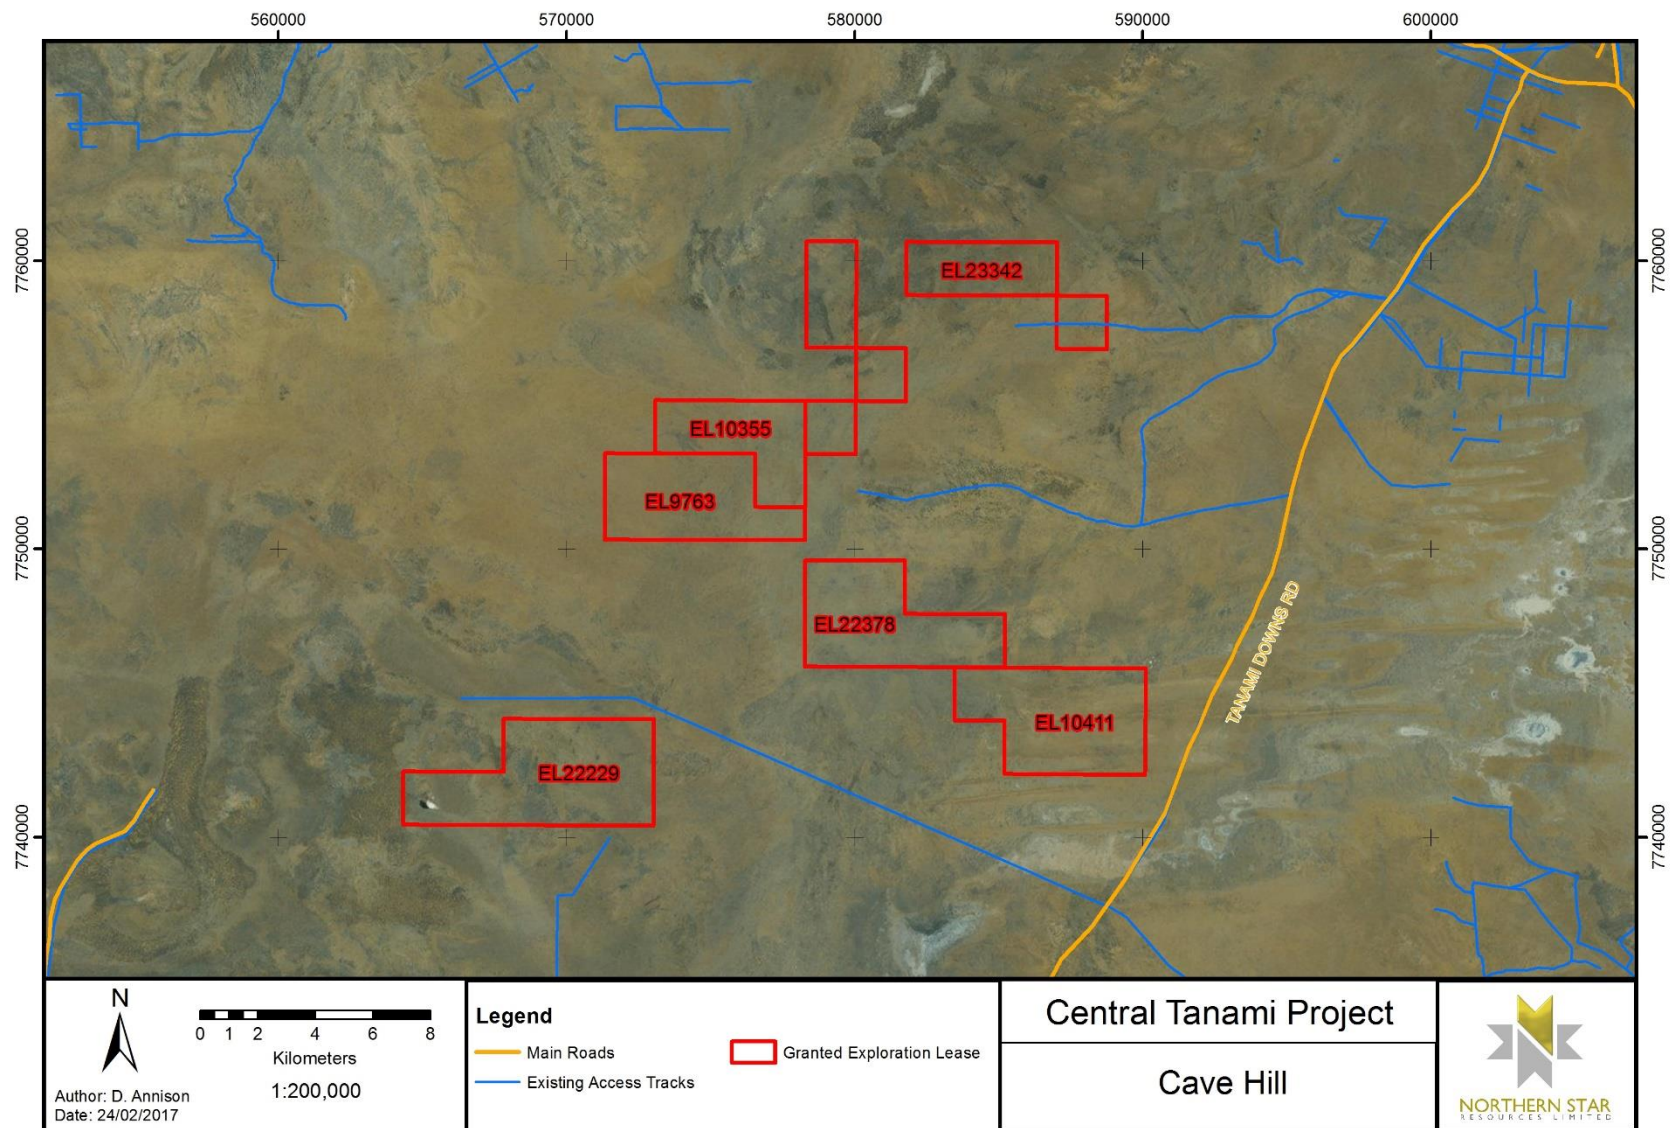 560000 570000 580000 590000 600000
7760000 7760000
EL23342
EL10355
EL9763
7750000 7750000
EL22378
TANAMI DOWNS RD
EL10411
EL22229
7740000 7740000
N
0 1 2 4 6 8
Kilometers
1:200,000
Author: D. Annison
Date: 24/02/2017
Legend
Main Roads
Existing Access Tracks
Granted Exploration Lease
Central Tanami Project
Cave Hill
NORTHERN STAR
RESOURCES LIMITED